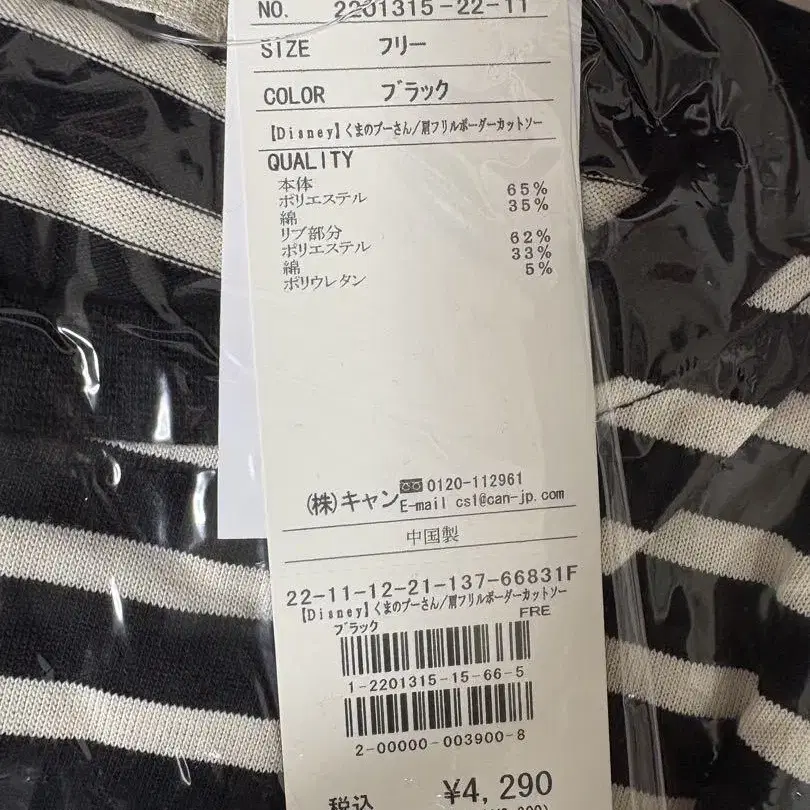 NO. 2201315-22-11
SIZE フリー
COLOR ブラック
【Disney】くまのプーさん/肩フリルボーダーカットソー
QUALITY
本体
ポリエステル 65%
綿 35%
リブ部分
ポリエステル 62%
綿 33%
ポリウレタン 5%
0120-112961
(株)キャン E-mail cs1@can-jp.com
中国製
22-11-12-21-137-66831F
【Disney】くまのプーさん/肩フリルボーダーカットソー
ブラック FRE
1-2201315-15-66-5
2-00000-003900-8
税込 ¥4,290